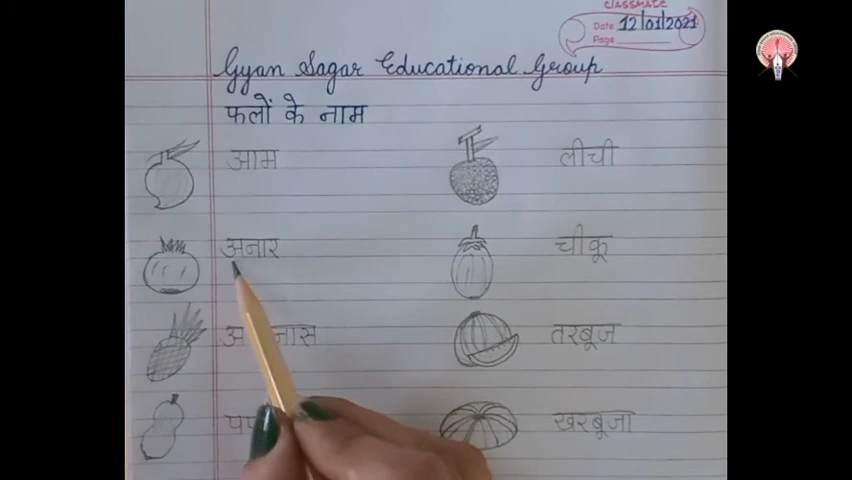 CLASSMATE
Date 12/01/2021
Page
Gyan Sagar Educational Group
फलों के नाम
आम
लीची
अनार
चीकू
तरबूज
खरबूजा